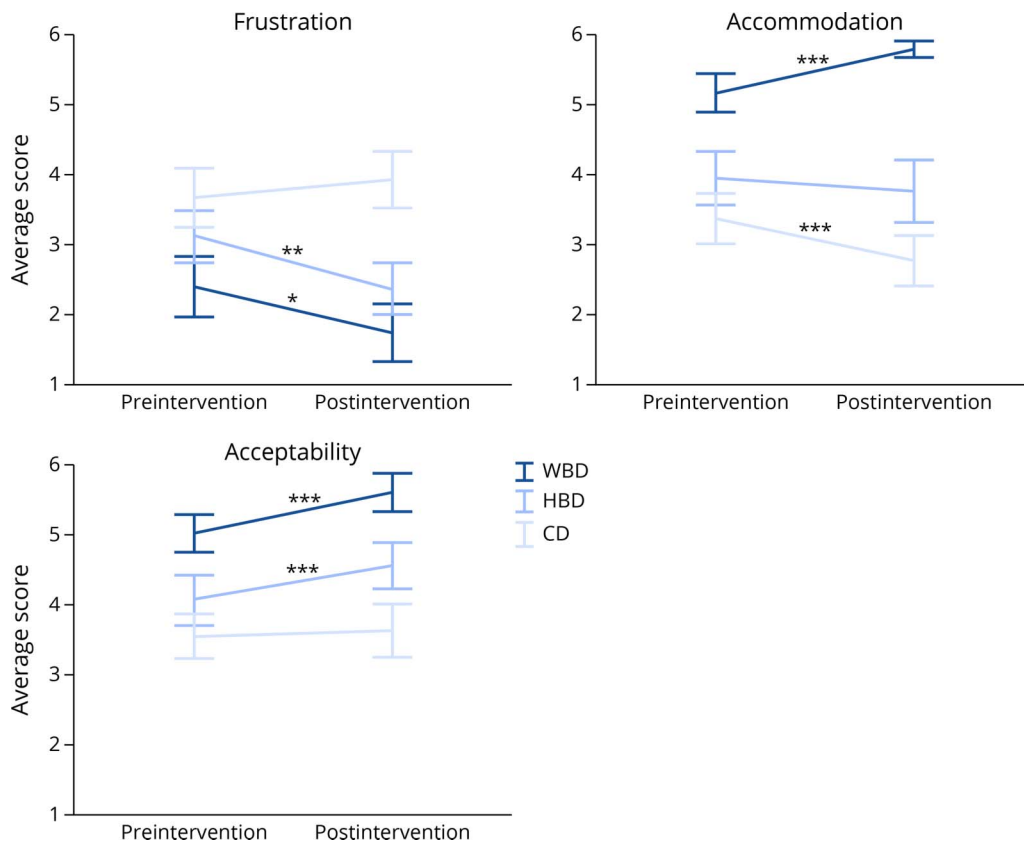 Frustration
6
5
4
3
2
1
Average score
**
*
Preintervention Postintervention
Accommodation
6
5
4
3
2
1
***
***
Preintervention Postintervention
Acceptability
6
5
4
3
2
1
Average score
***
***
Preintervention Postintervention
WBD
HBD
CD